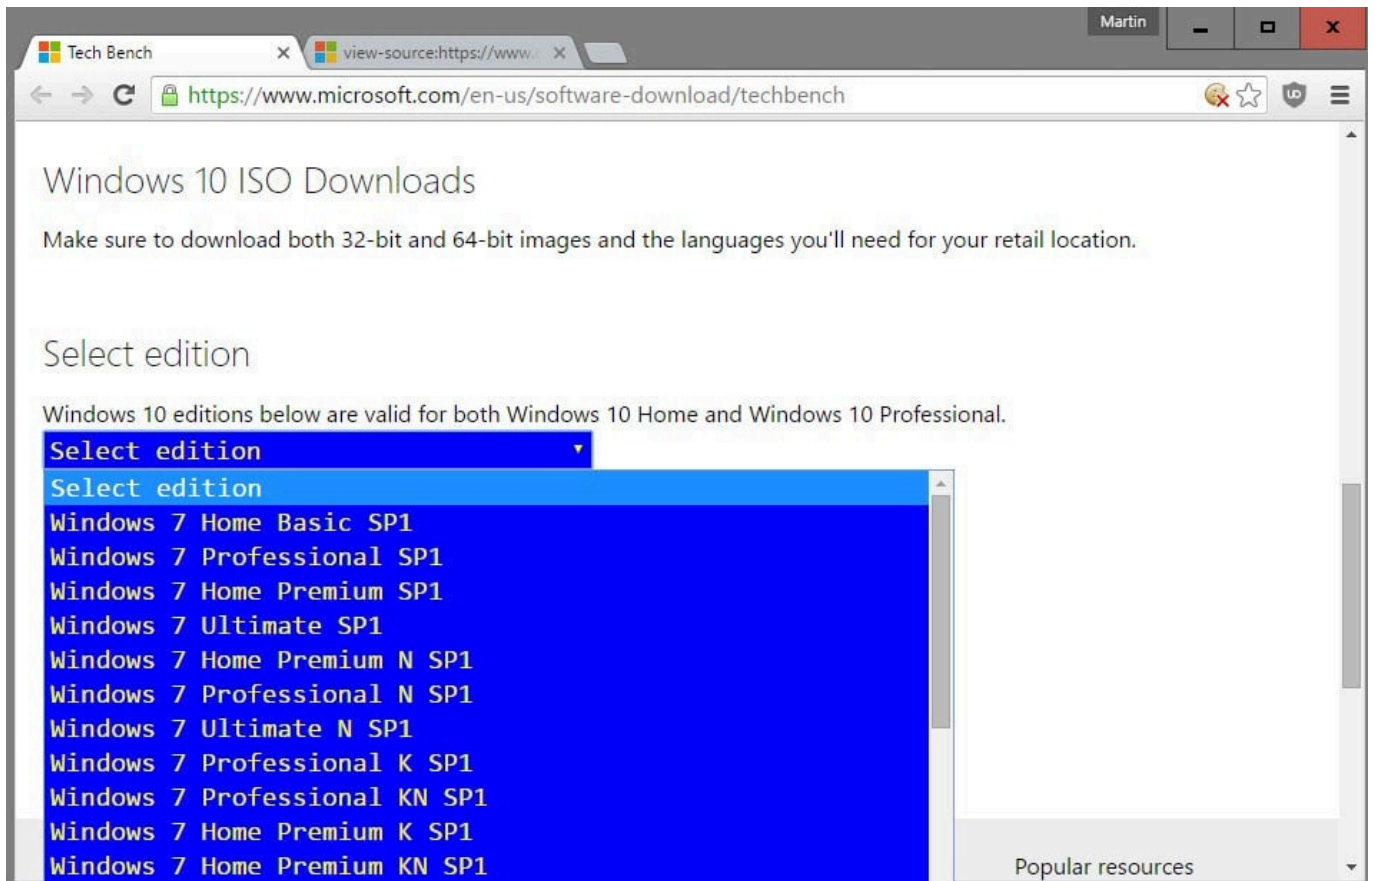 Martin
Tech Bench
view-source:https://www.
https://www.microsoft.com/en-us/software-download/techbench
Windows 10 ISO Downloads
Make sure to download both 32-bit and 64-bit images and the languages you'll need for your retail location.
Select edition
Windows 10 editions below are valid for both Windows 10 Home and Windows 10 Professional.
Select edition
Select edition
Windows 7 Home Basic SP1
Windows 7 Professional SP1
Windows 7 Home Premium SP1
Windows 7 Ultimate SP1
Windows 7 Home Premium N SP1
Windows 7 Professional N SP1
Windows 7 Ultimate N SP1
Windows 7 Professional K SP1
Windows 7 Professional KN SP1
Windows 7 Home Premium K SP1
Windows 7 Home Premium KN SP1
Popular resources